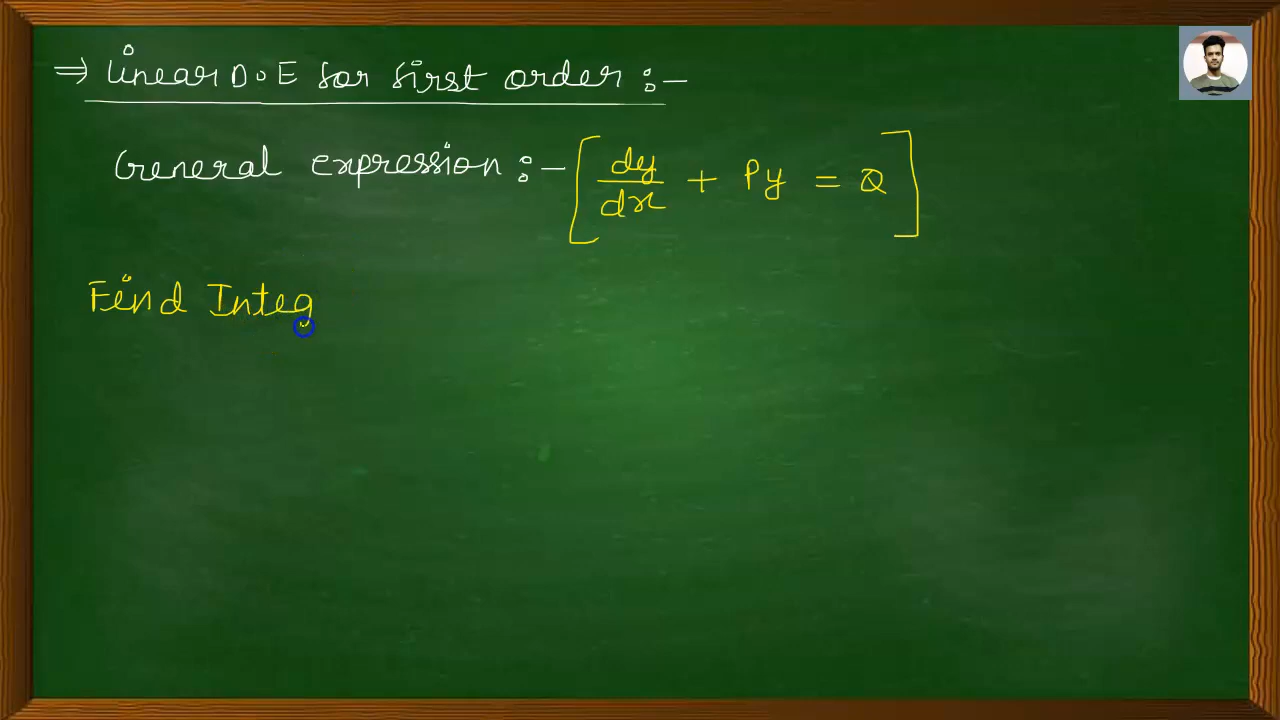 ⇒ Linear D.E for first order :-
General expression :- [dy/dx + Py = Q]
Find Integ